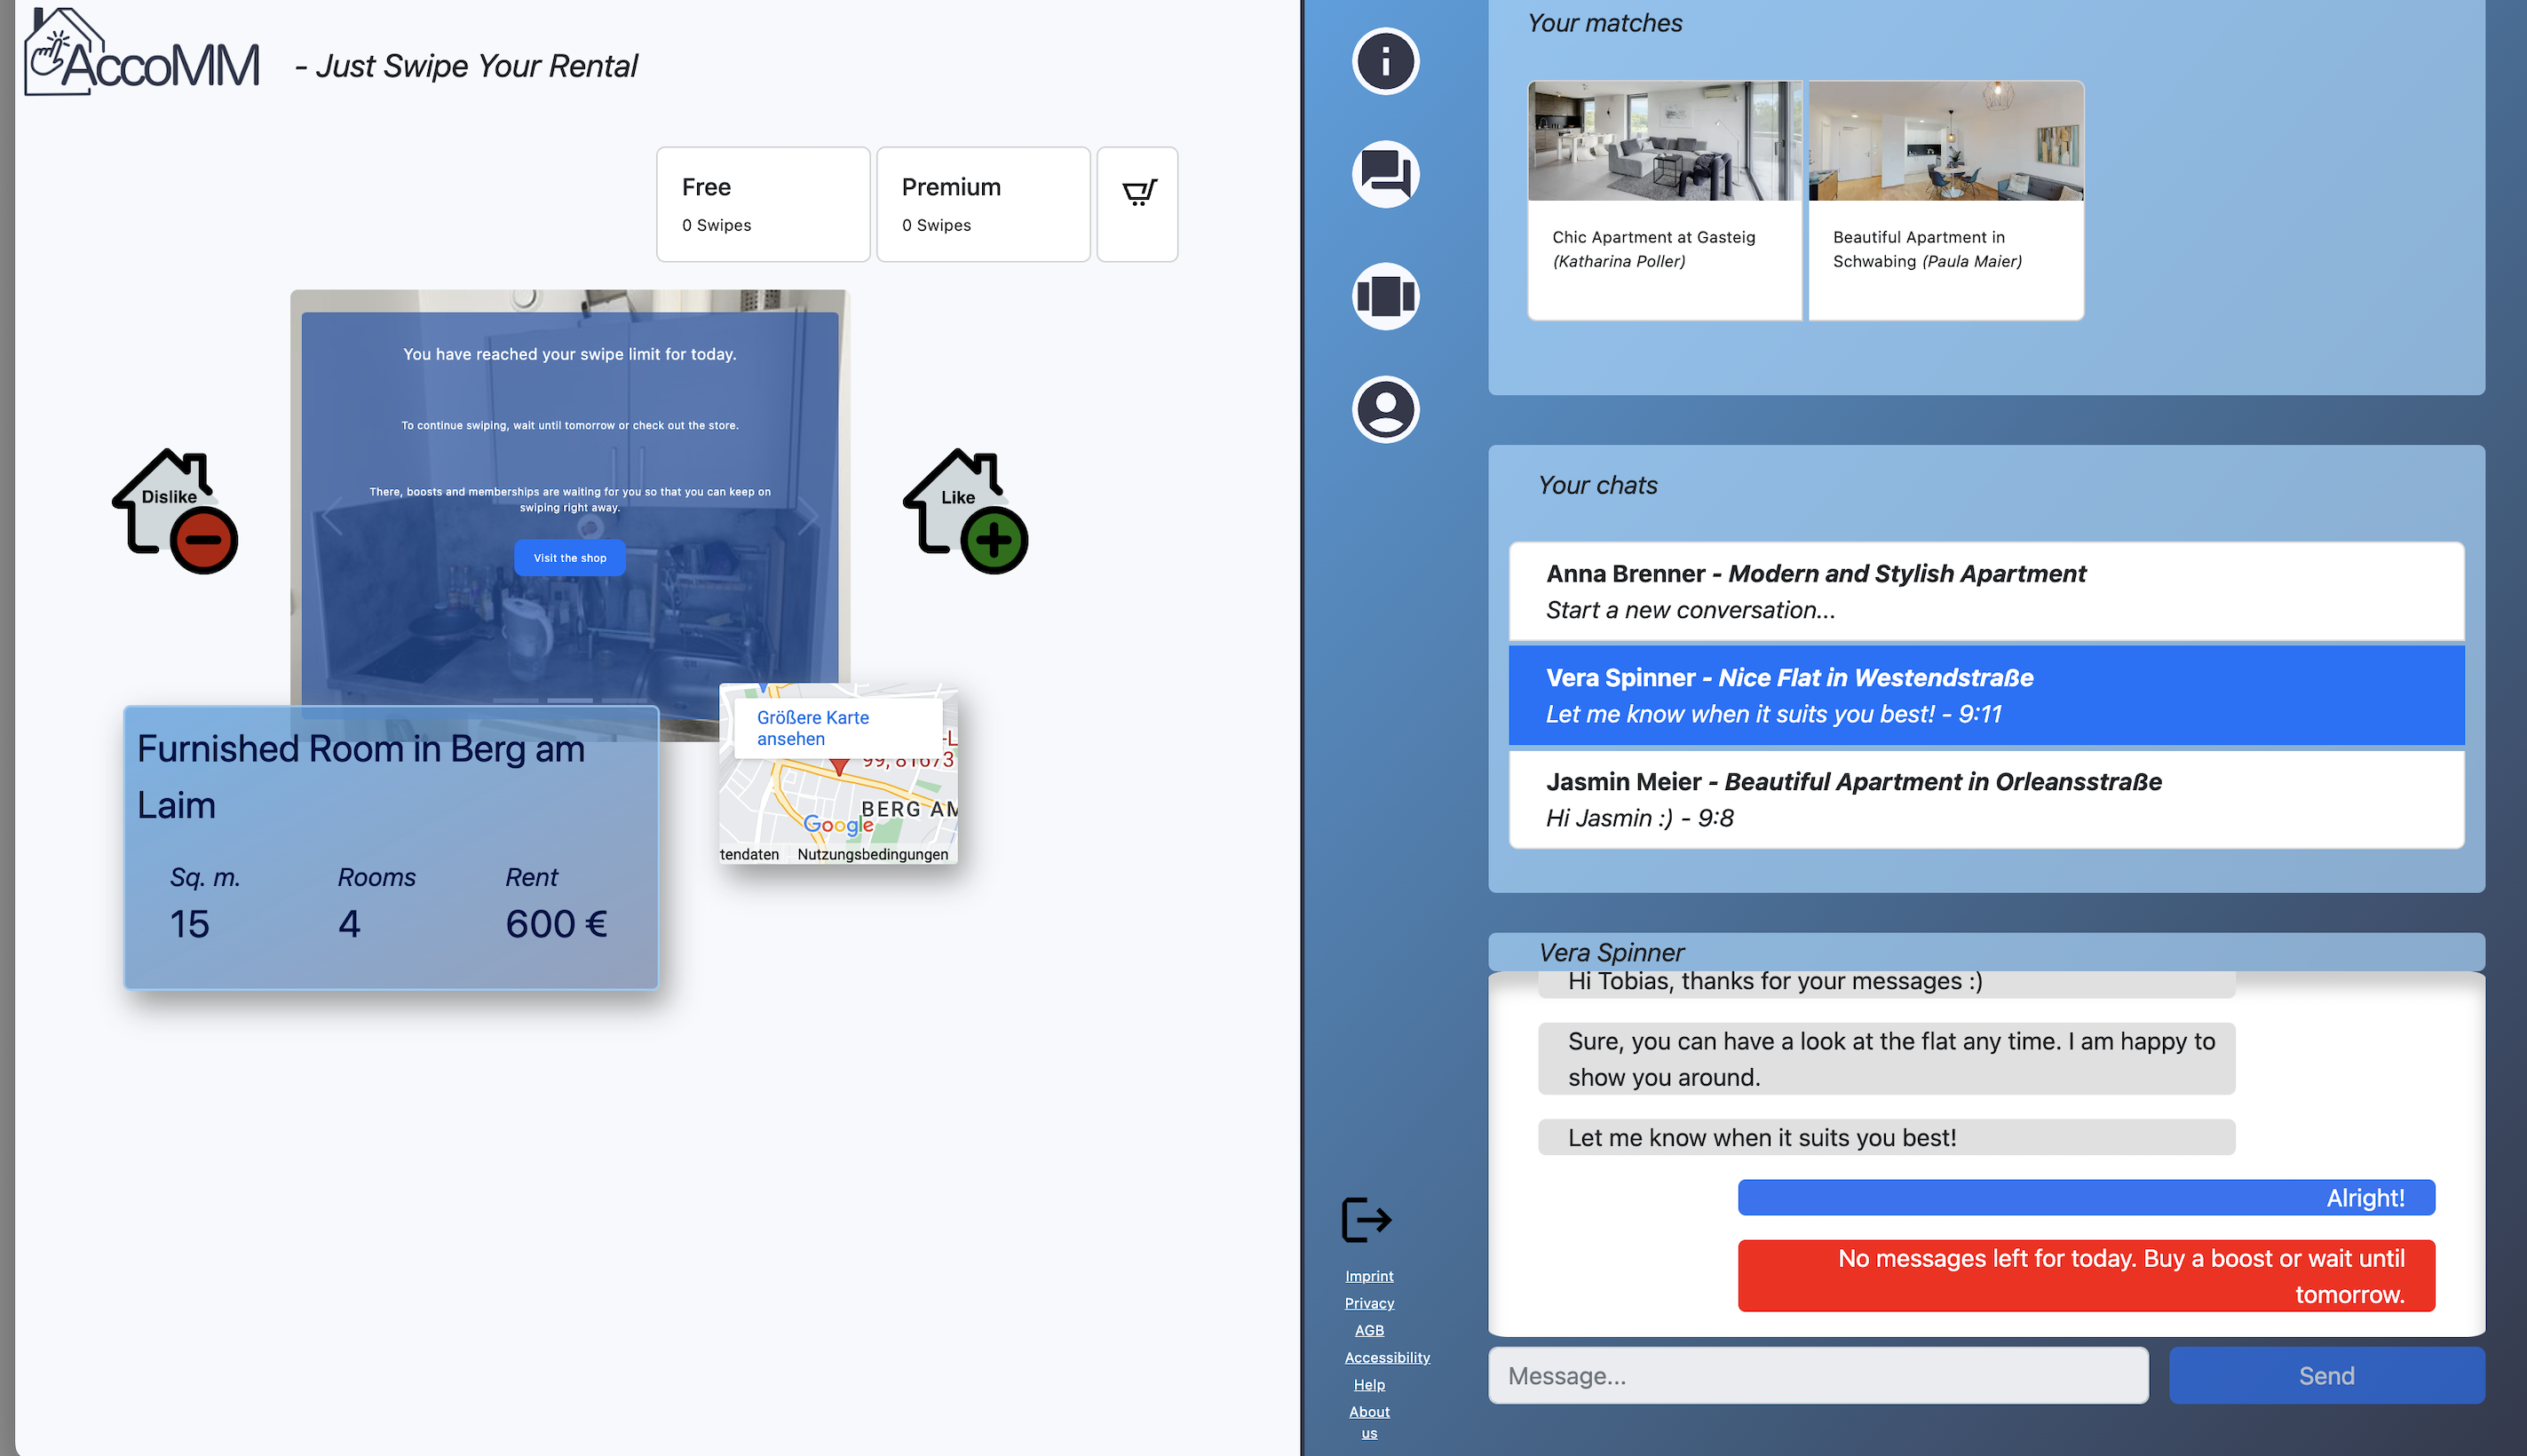 AccoMM
- Just Swipe Your Rental
Free
0 Swipes
Premium
0 Swipes
You have reached your swipe limit for today.
To continue swiping, wait until tomorrow or check out the store.
There, boosts and memberships are waiting for you so that you can keep on
swiping right away.
Visit the shop
Dislike
Like
Furnished Room in Berg am
Laim
Sq. m.
Rooms
Rent
15
4
600 €
Größere Karte
ansehen
-L
99, 81673
BERG AM
Google
tendaten
Nutzungsbedingungen
Imprint
Privacy
AGB
Accessibility
Help
About
us
Your matches
Chic Apartment at Gasteig
(Katharina Poller)
Beautiful Apartment in
Schwabing (Paula Maier)
Your chats
Anna Brenner - Modern and Stylish Apartment
Start a new conversation...
Vera Spinner - Nice Flat in Westendstraße
Let me know when it suits you best! - 9:11
Jasmin Meier - Beautiful Apartment in Orleansstraße
Hi Jasmin :) - 9:8
Vera Spinner
Hi Tobias, thanks for your messages :)
Sure, you can have a look at the flat any time. I am happy to
show you around.
Let me know when it suits you best!
Alright!
No messages left for today. Buy a boost or wait until
tomorrow.
Message...
Send